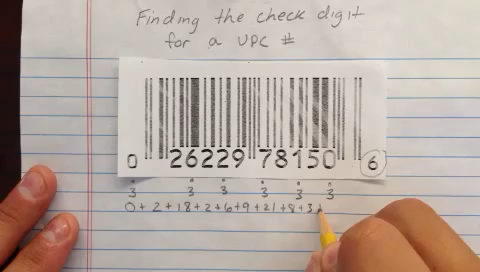 Finding the check digit
for a UPC #
0 26229 78150 6
3 3 3 3 3 3
0+2+18+2+6+9+21+8+3